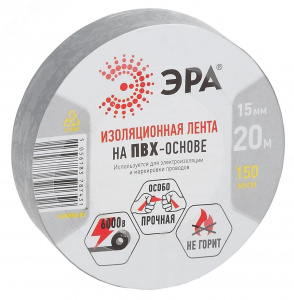 ЭРА
ИЗОЛЯЦИОННАЯ ЛЕНТА
НА ПВХ-ОСНОВЕ
Используется для электроизоляции
и маркировки проводов
15мм
20м
150
6000В
ОСОБО
ПРОЧНАЯ
НЕ ГОРИТ